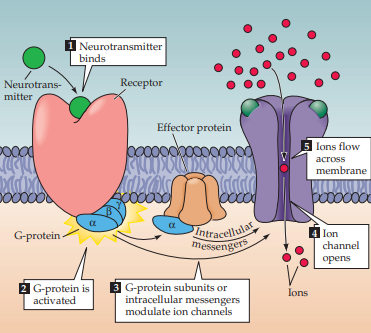 1 Neurotransmitter
binds
Neurotrans-
mitter
Receptor
Effector protein
5 Ions flow
across
membrane
γ
β
α
α
G-protein
Intracellular
messengers
4 Ion
channel
opens
2 G-protein is
activated
3 G-protein subunits or
intracellular messengers
modulate ion channels
Ions